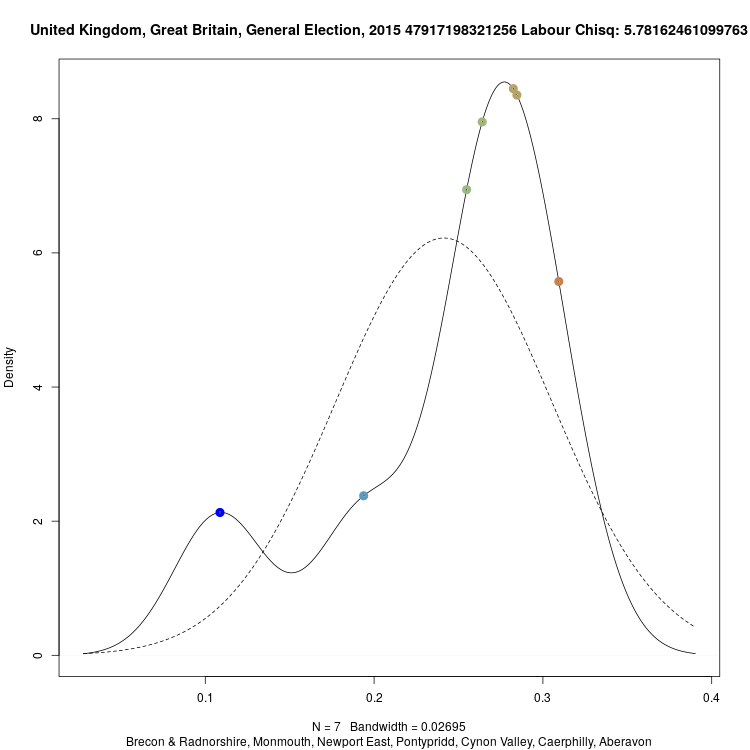 United Kingdom, Great Britain, General Election, 2015 47917198321256 Labour Chisq: 5.78162461099763
Density
8
6
4
2
0
0.1 0.2 0.3 0.4
N = 7 Bandwidth = 0.02695
Brecon & Radnorshire, Monmouth, Newport East, Pontypridd, Cynon Valley, Caerphilly, Aberavon